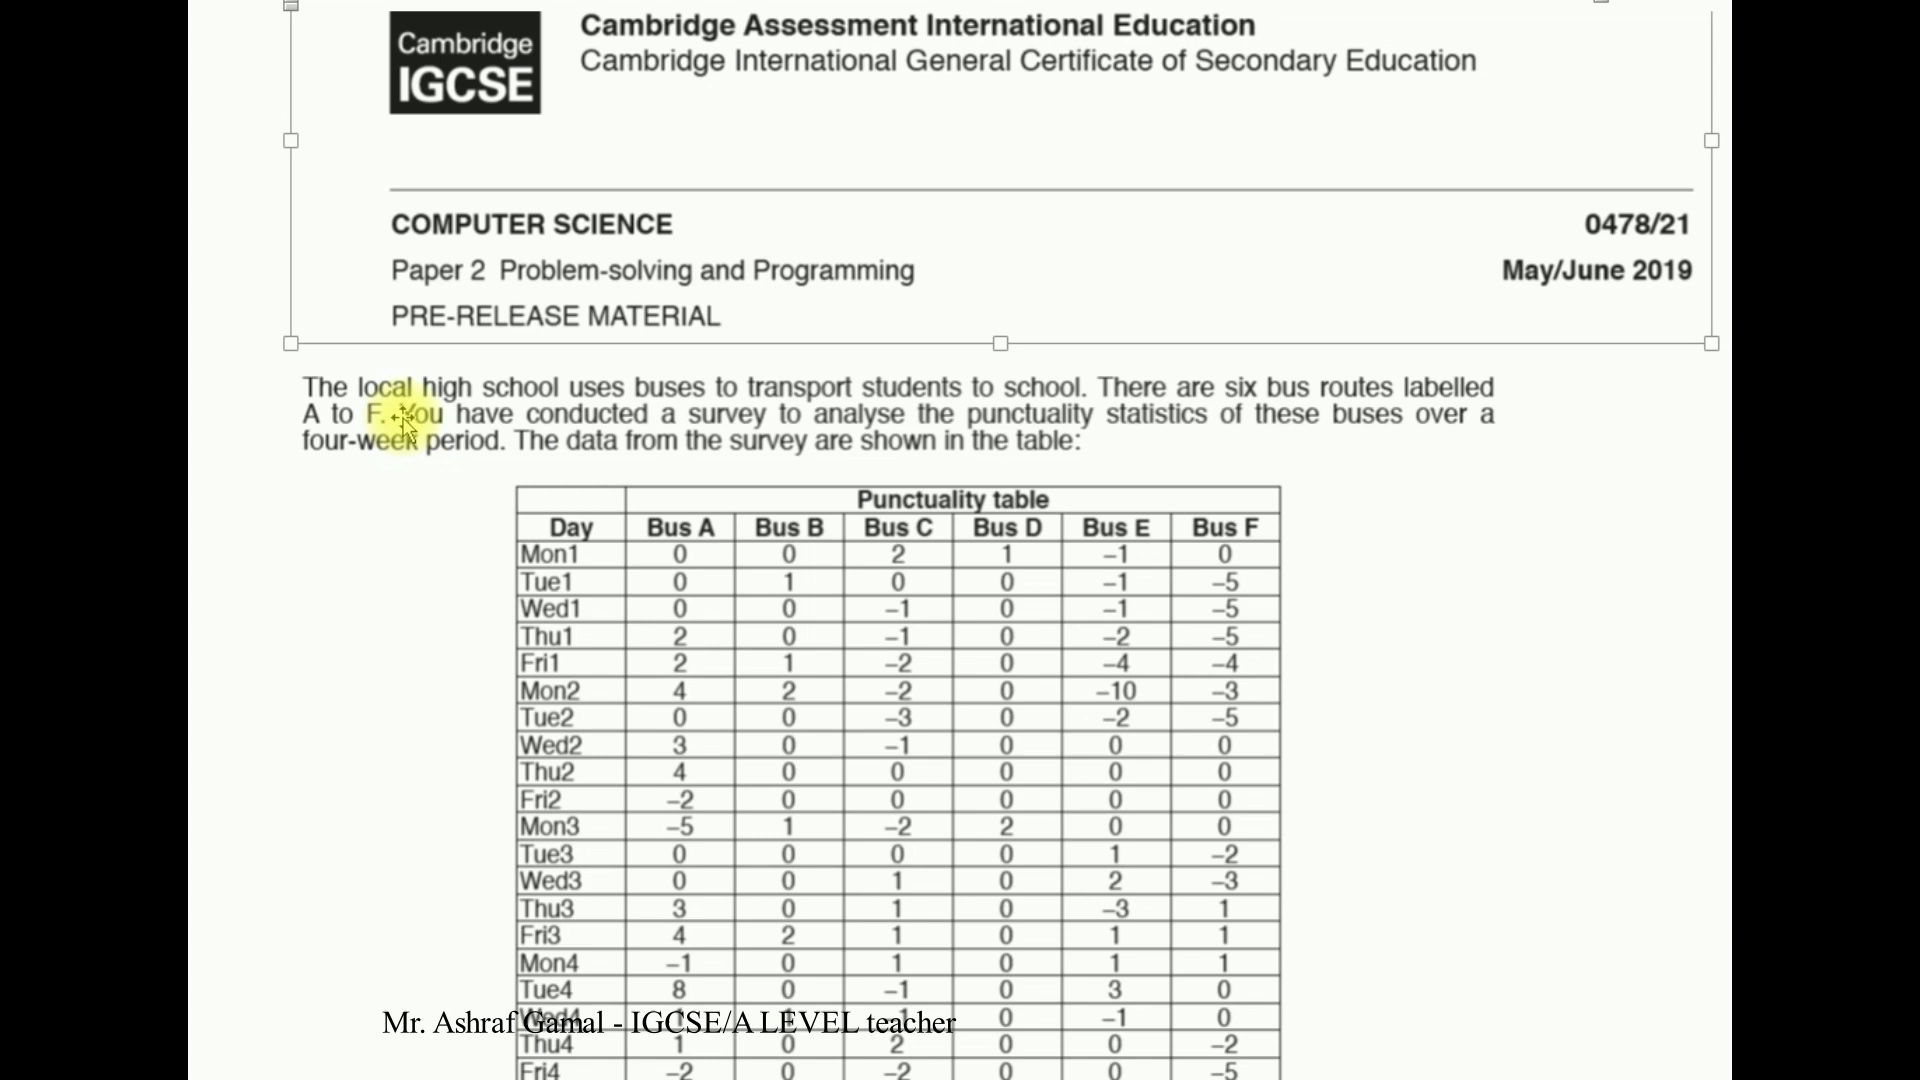 Cambridge
IGCSE
Cambridge Assessment International Education
Cambridge International General Certificate of Secondary Education
COMPUTER SCIENCE 0478/21
Paper 2 Problem-solving and Programming May/June 2019
PRE-RELEASE MATERIAL
The local high school uses buses to transport students to school. There are six bus routes labelled
A to F. You have conducted a survey to analyse the punctuality statistics of these buses over a
four-week period. The data from the survey are shown in the table:
Punctuality table
Day Bus A Bus B Bus C Bus D Bus E Bus F
Mon1 0 0 2 1 –1 0
Tue1 0 1 0 0 –1 –5
Wed1 0 0 –1 0 –1 –5
Thu1 2 0 –1 0 –2 –5
Fri1 2 1 –2 0 –4 –4
Mon2 4 2 –2 0 –10 –3
Tue2 0 0 –3 0 –2 –5
Wed2 3 0 –1 0 0 0
Thu2 4 0 0 0 0 0
Fri2 –2 0 0 0 0 0
Mon3 –5 1 –2 2 0 0
Tue3 0 0 0 0 1 –2
Wed3 0 0 1 0 2 –3
Thu3 3 0 1 0 –3 1
Fri3 4 2 1 0 1 1
Mon4 –1 0 1 0 1 1
Tue4 8 0 –1 0 3 0
Wed4 0 –1 0
Mr. Ashraf Gamal - IGCSE/A LEVEL teacher
Thu4 1 0 2 0 0 –2
Fri4 –2 0 –2 0 0 –5